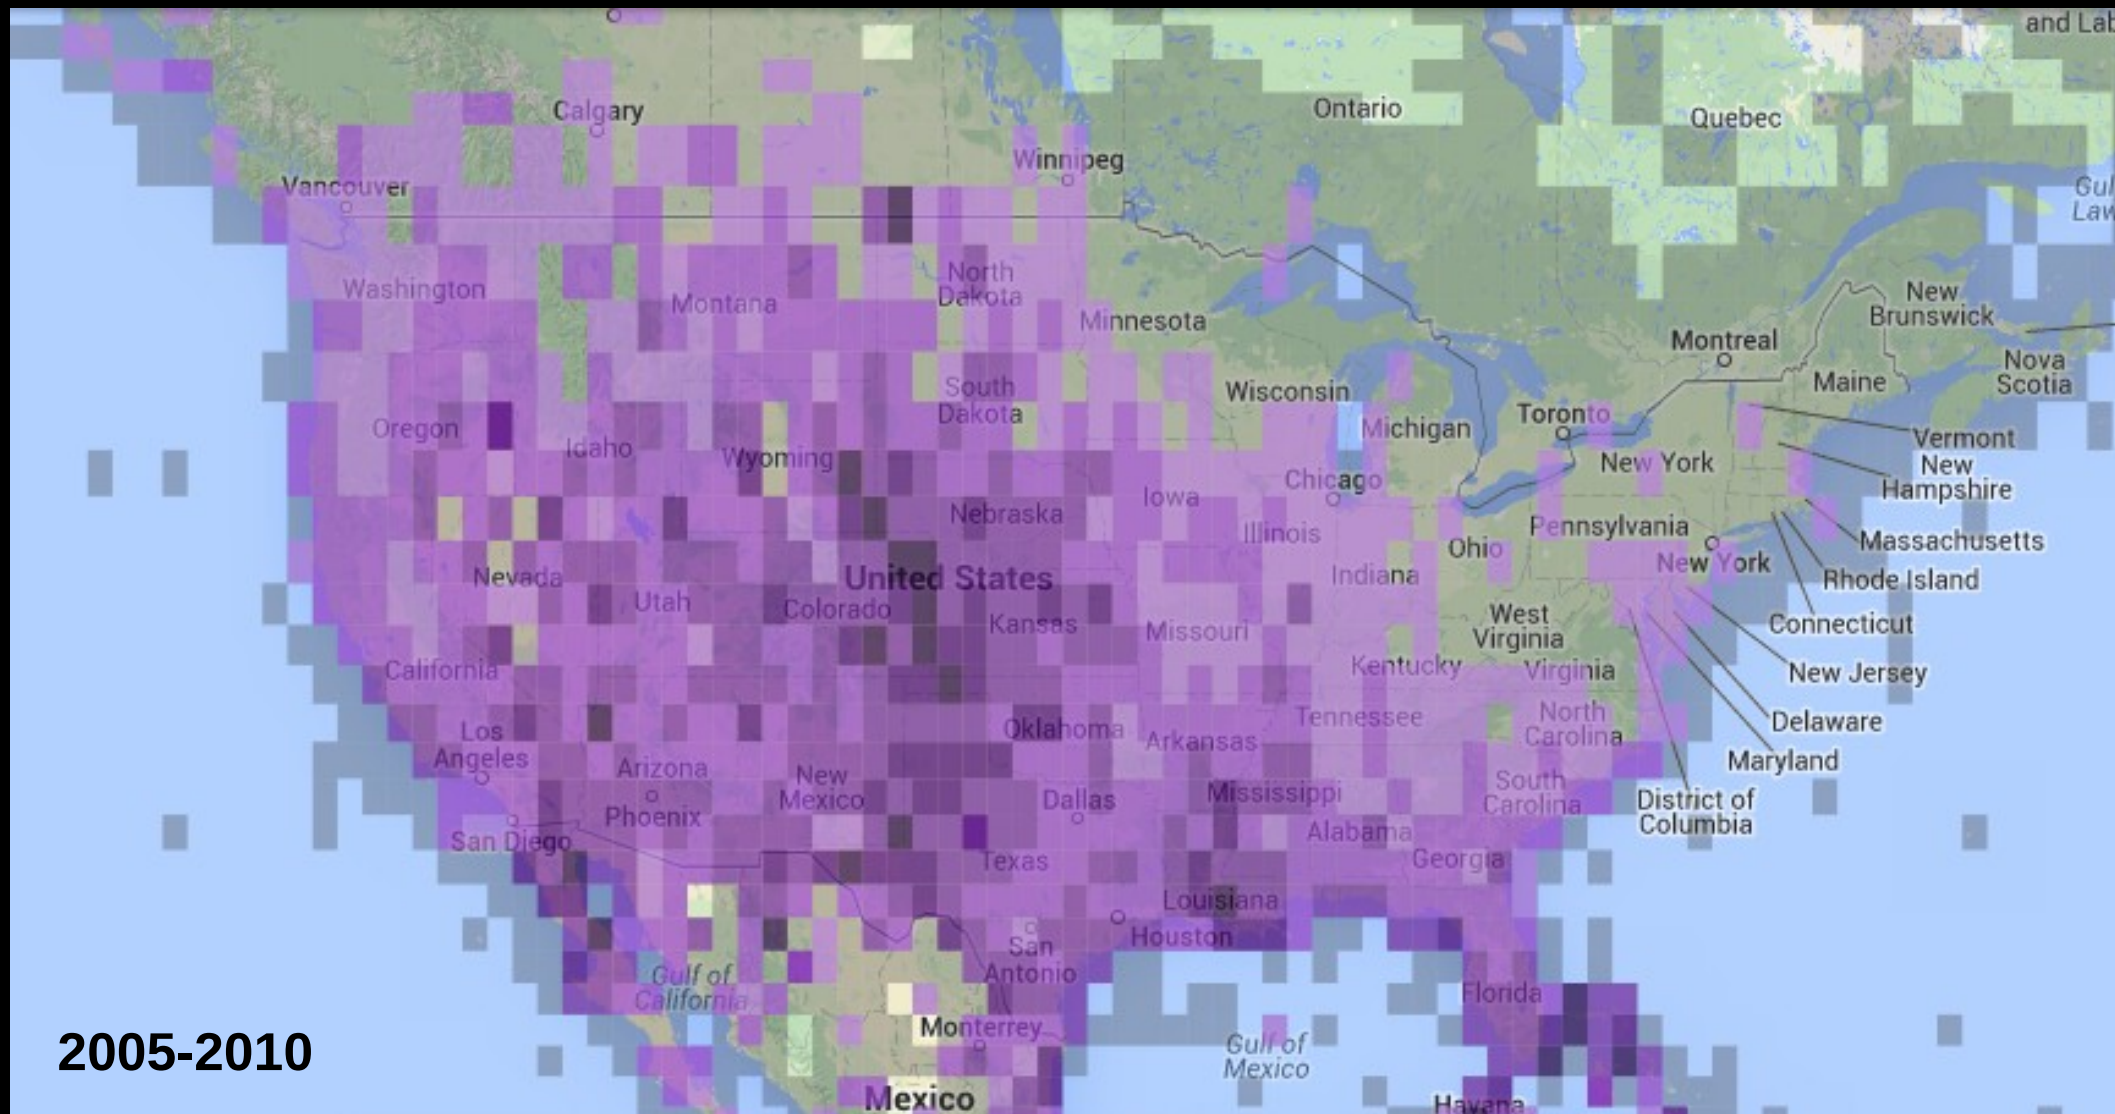 and Lab
Calgary
Ontario
Quebec
Winnipeg
Vancouver
Gul
Law
Washington
Montana
North
Dakota
Minnesota
New
Brunswick
Montreal
Nova
Scotia
Maine
South
Dakota
Wisconsin
Oregon
Idaho
Wyoming
Michigan
Toronto
Vermont
New York
New
Hampshire
Chicago
Iowa
Nebraska
Illinois
Pennsylvania
Massachusetts
Ohio
New York
Nevada
United States
Indiana
Rhode Island
Utah
Colorado
Kansas
Missouri
West
Virginia
Connecticut
California
Kentucky
Virginia
New Jersey
Los
Angeles
Oklahoma
Arkansas
Tennessee
North
Carolina
Delaware
Maryland
Arizona
New
Mexico
Phoenix
Dallas
Mississippi
South
Carolina
District of
Columbia
San Diego
Texas
Alabama
Georgia
Louisiana
Houston
San
Antonio
Gulf of
California
Florida
Monterrey
Gulf of
Mexico
2005-2010
Mexico
Havana